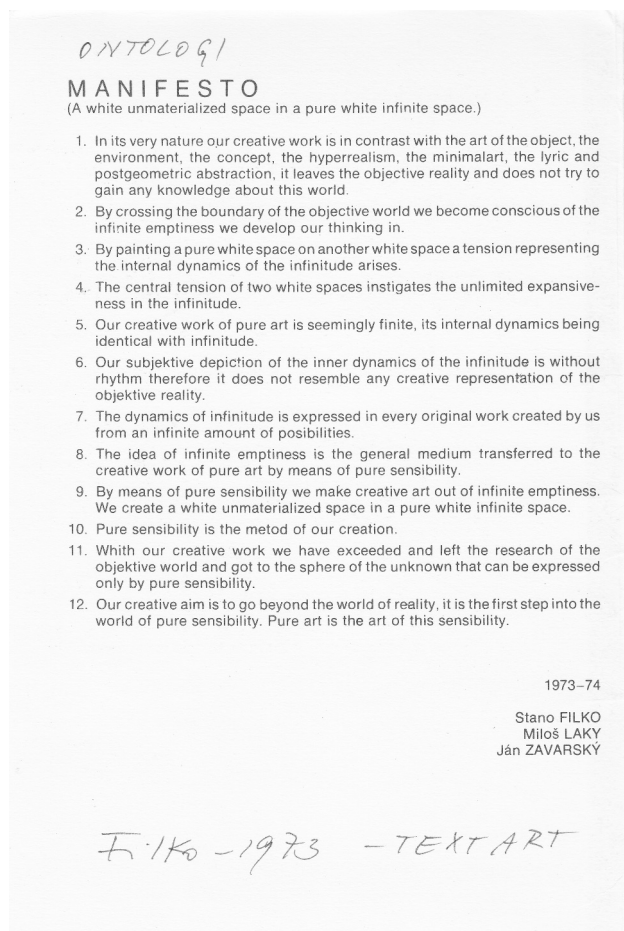 ONTOLOGI
MANIFESTO
(A white unmaterialized space in a pure white infinite space.)
1. In its very nature our creative work is in contrast with the art of the object, the
environment, the concept, the hyperrealism, the minimalart, the lyric and
postgeometric abstraction, it leaves the objective reality and does not try to
gain any knowledge about this world.
2. By crossing the boundary of the objective world we become conscious of the
infinite emptiness we develop our thinking in.
3. By painting a pure white space on another white space a tension representing
the internal dynamics of the infinitude arises.
4. The central tension of two white spaces instigates the unlimited expansive-
ness in the infinitude.
5. Our creative work of pure art is seemingly finite, its internal dynamics being
identical with infinitude.
6. Our subjektive depiction of the inner dynamics of the infinitude is without
rhythm therefore it does not resemble any creative representation of the
objektive reality.
7. The dynamics of infinitude is expressed in every original work created by us
from an infinite amount of posibilities.
8. The idea of infinite emptiness is the general medium transferred to the
creative work of pure art by means of pure sensibility.
9. By means of pure sensibility we make creative art out of infinite emptiness.
We create a white unmaterialized space in a pure white infinite space.
10. Pure sensibility is the metod of our creation.
11. Whith our creative work we have exceeded and left the research of the
objektive world and got to the sphere of the unknown that can be expressed
only by pure sensibility.
12. Our creative aim is to go beyond the world of reality, it is the first step into the
world of pure sensibility. Pure art is the art of this sensibility.
1973–74
Stano FILKO
Miloš LAKY
Ján ZAVARSKÝ
Filko – 1973 – TEXT ART